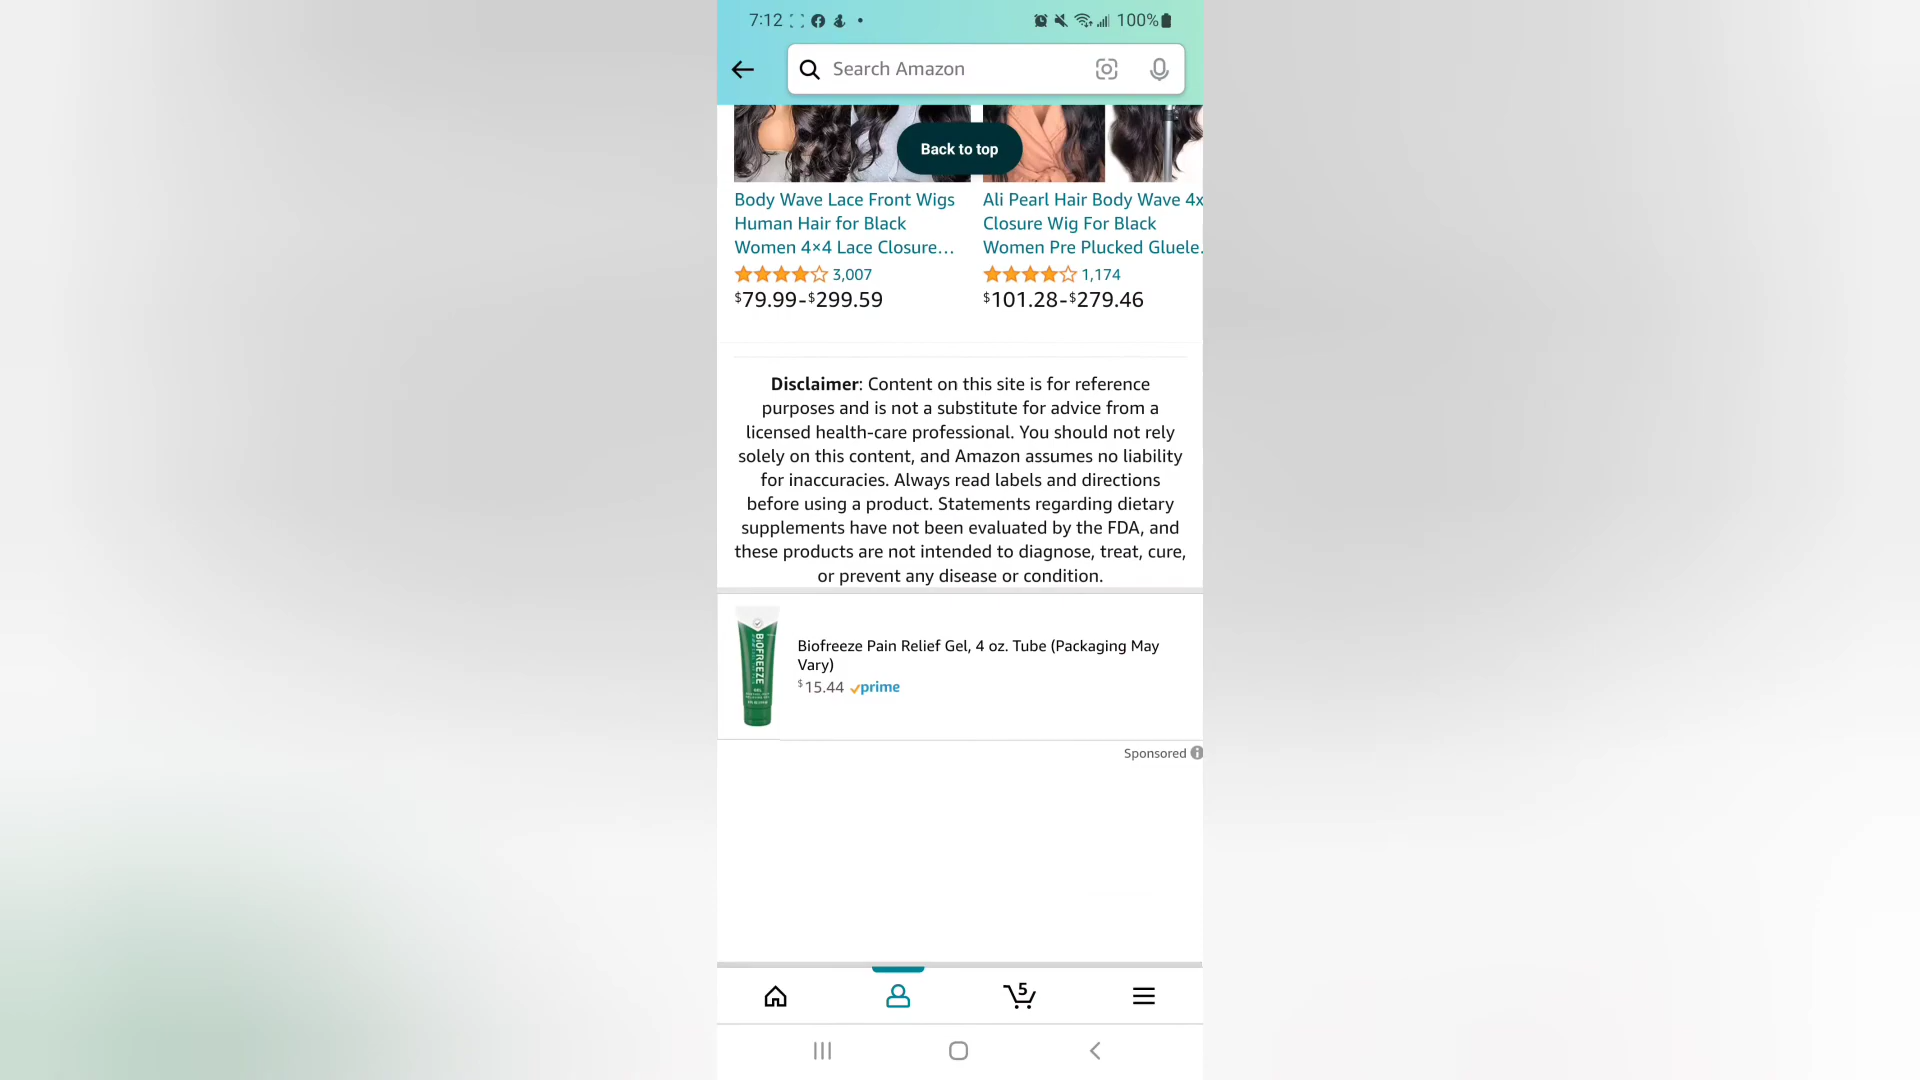 7:12
100%
Search Amazon
Back to top
Body Wave Lace Front Wigs
Human Hair for Black
Women 4×4 Lace Closure...
3,007
$79.99-$299.59
Ali Pearl Hair Body Wave 4x
Closure Wig For Black
Women Pre Plucked Gluele.
1,174
$101.28-$279.46
Disclaimer: Content on this site is for reference
purposes and is not a substitute for advice from a
licensed health-care professional. You should not rely
solely on this content, and Amazon assumes no liability
for inaccuracies. Always read labels and directions
before using a product. Statements regarding dietary
supplements have not been evaluated by the FDA, and
these products are not intended to diagnose, treat, cure,
or prevent any disease or condition.
BIOFREEZE
GEL
Biofreeze Pain Relief Gel, 4 oz. Tube (Packaging May
Vary)
$15.44 prime
Sponsored
5